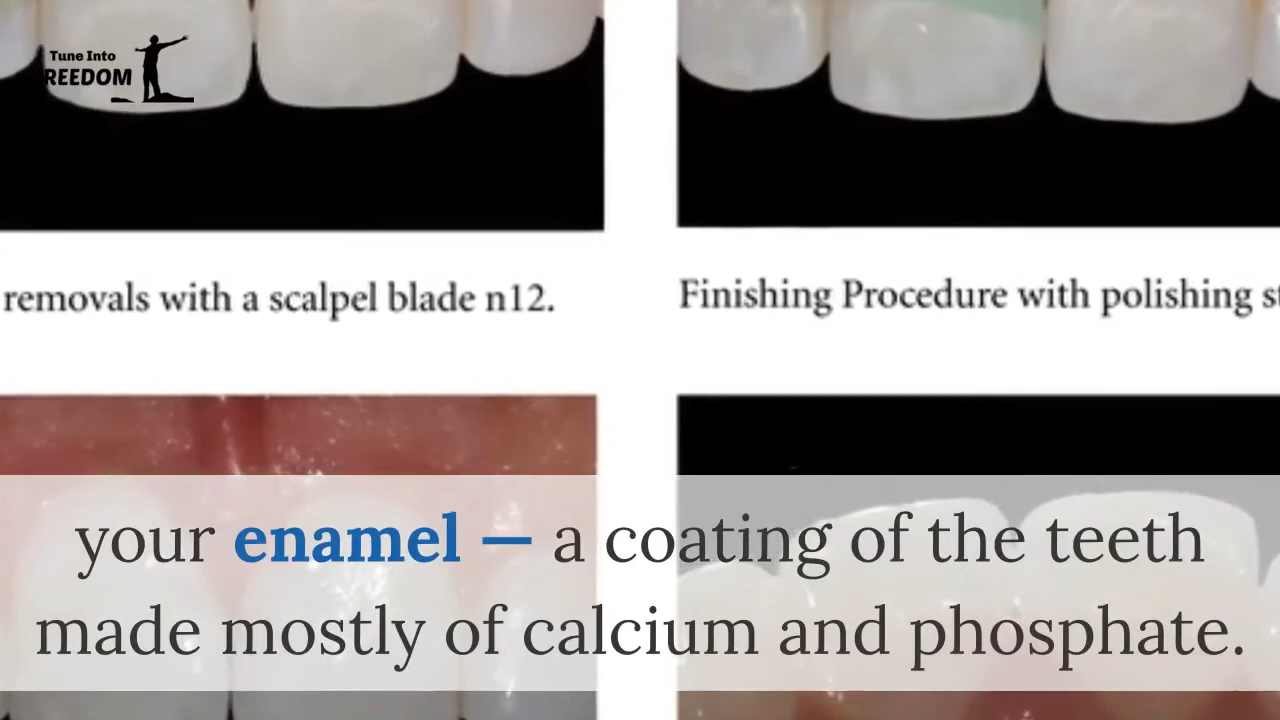 Tune Into
REEDOM
removals with a scalpel blade n12.
Finishing Procedure with polishing st
your enamel — a coating of the teeth
made mostly of calcium and phosphate.